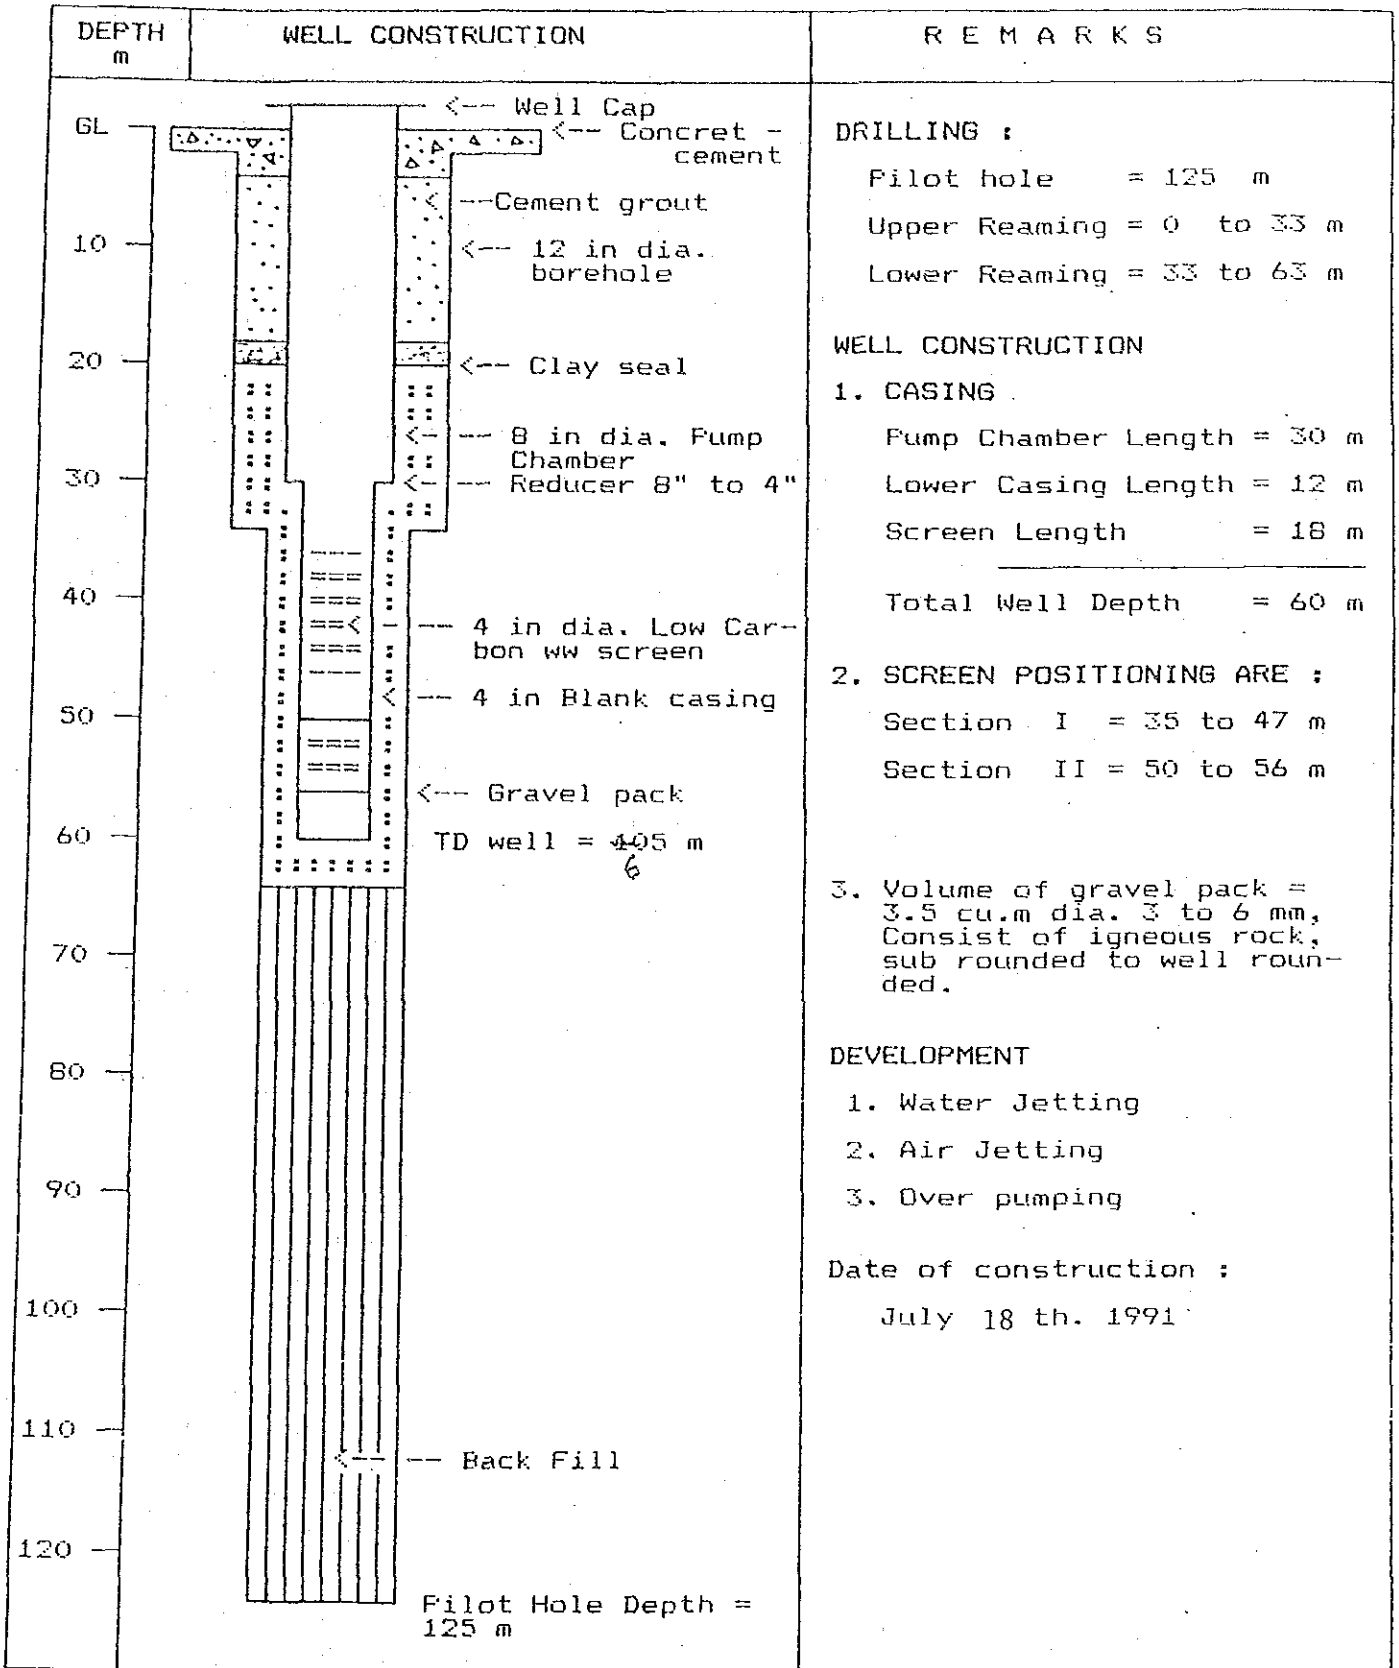 DEPTH
m
WELL CONSTRUCTION
R E M A R K S
GL
10
20
30
40
50
60
70
80
90
100
110
120
<-- Well Cap
<-- Concret -
cement
<--Cement grout
<-- 12 in dia.
borehole
<-- Clay seal
<- -- 8 in dia. Pump
Chamber
<- -- Reducer 8" to 4"
< - -- 4 in dia. Low Car-
bon ww screen
< -- 4 in Blank casing
<-- Gravel pack
TD well = 105 m
6
<-- -- Back Fill
Pilot Hole Depth =
125 m
DRILLING :
Pilot hole = 125 m
Upper Reaming = 0 to 33 m
Lower Reaming = 33 to 63 m
WELL CONSTRUCTION
1. CASING
Pump Chamber Length = 30 m
Lower Casing Length = 12 m
Screen Length = 18 m
Total Well Depth = 60 m
2. SCREEN POSITIONING ARE :
Section I = 35 to 47 m
Section II = 50 to 56 m
3. Volume of gravel pack =
3.5 cu.m dia. 3 to 6 mm,
Consist of igneous rock,
sub rounded to well roun-
ded.
DEVELOPMENT
1. Water Jetting
2. Air Jetting
3. Over pumping
Date of construction :
July 18 th. 1991